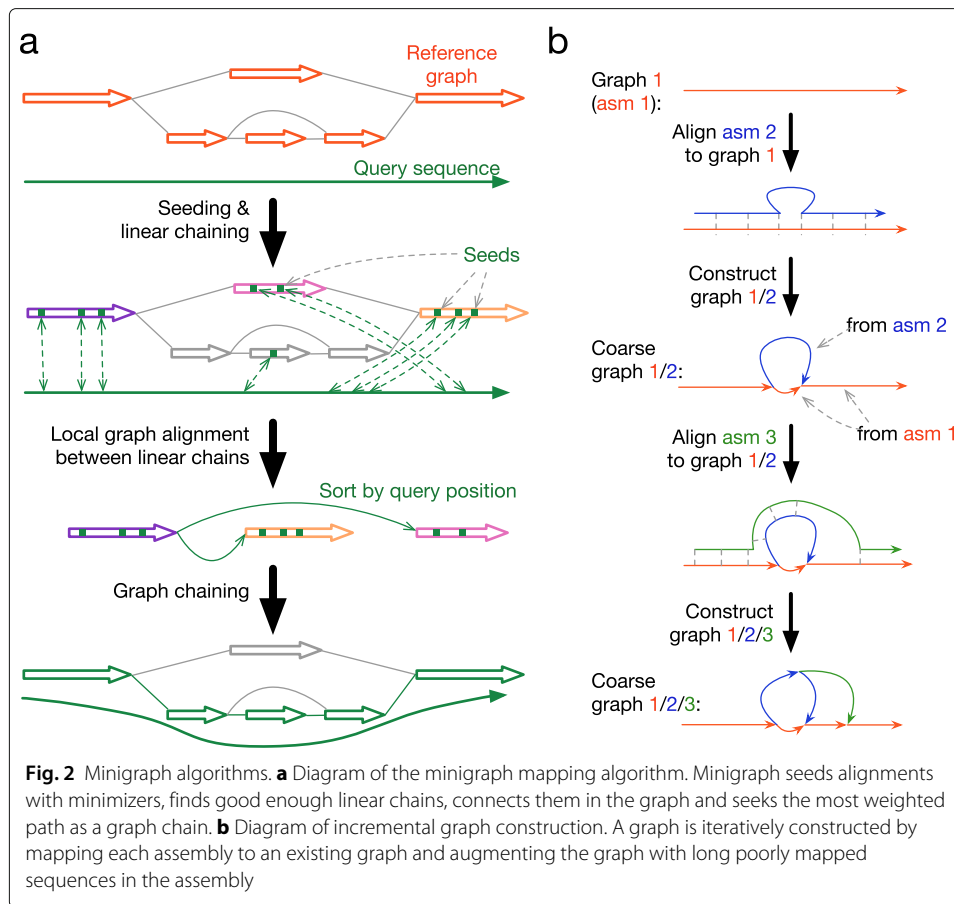 a
Reference
graph
Query sequence
Seeding &
linear chaining
Seeds
Local graph alignment
between linear chains
Sort by query position
Graph chaining
b
Graph 1
(asm 1):
Align asm 2
to graph 1
Construct
graph 1/2
from asm 2
Coarse
graph 1/2:
from asm 1
Align asm 3
to graph 1/2
Construct
graph 1/2/3
Coarse
graph 1/2/3:
Fig. 2 Minigraph algorithms. a Diagram of the minigraph mapping algorithm. Minigraph seeds alignments
with minimizers, finds good enough linear chains, connects them in the graph and seeks the most weighted
path as a graph chain. b Diagram of incremental graph construction. A graph is iteratively constructed by
mapping each assembly to an existing graph and augmenting the graph with long poorly mapped
sequences in the assembly